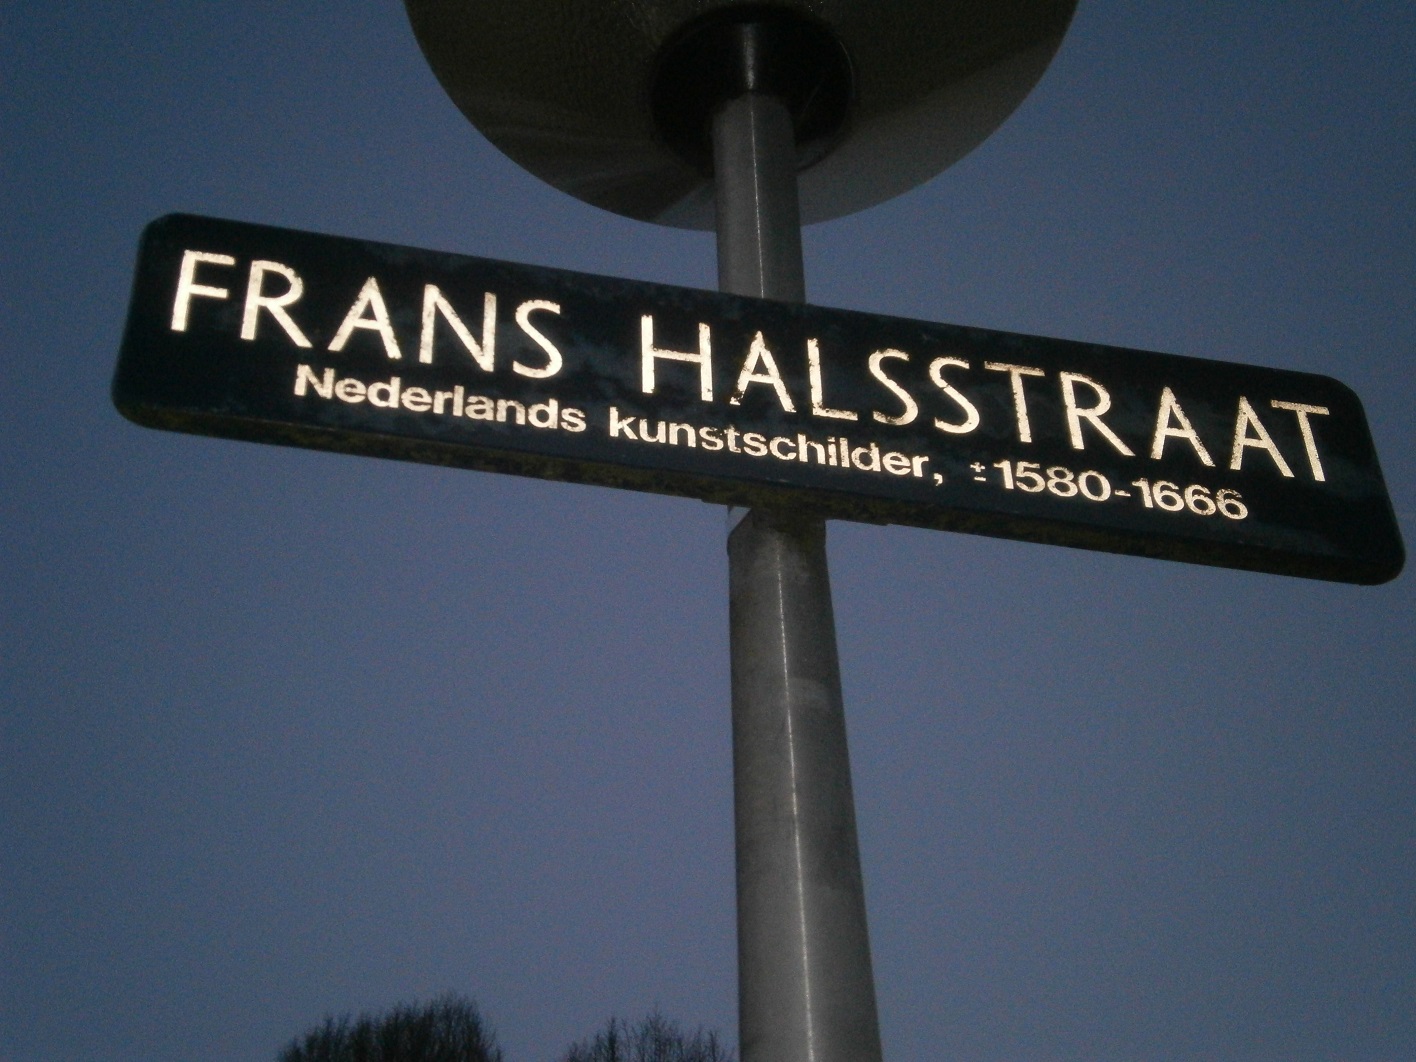 FRANS HALSSTRAAT
Nederlands kunstschilder, ±1580-1666